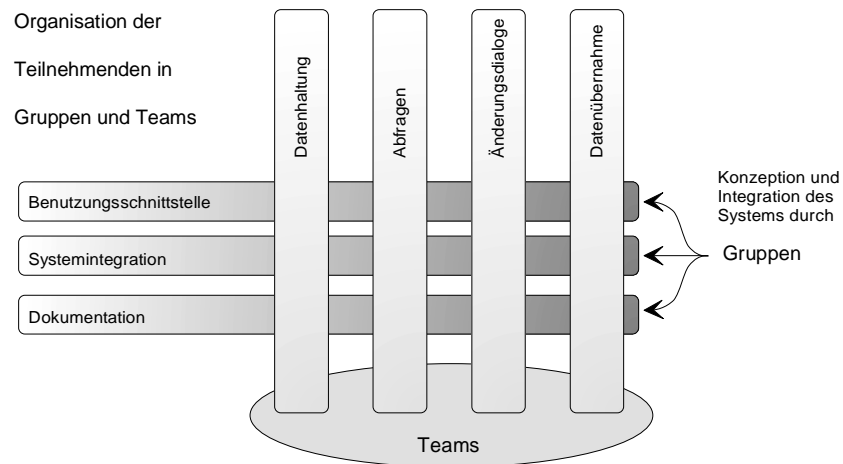 Organisation der
Teilnehmenden in
Gruppen und Teams
Datenhaltung
Abfragen
Änderungsdialoge
Datenübernahme
Benutzungsschnittstelle
Systemintegration
Dokumentation
Konzeption und
Integration des
Systems durch
Gruppen
Teams